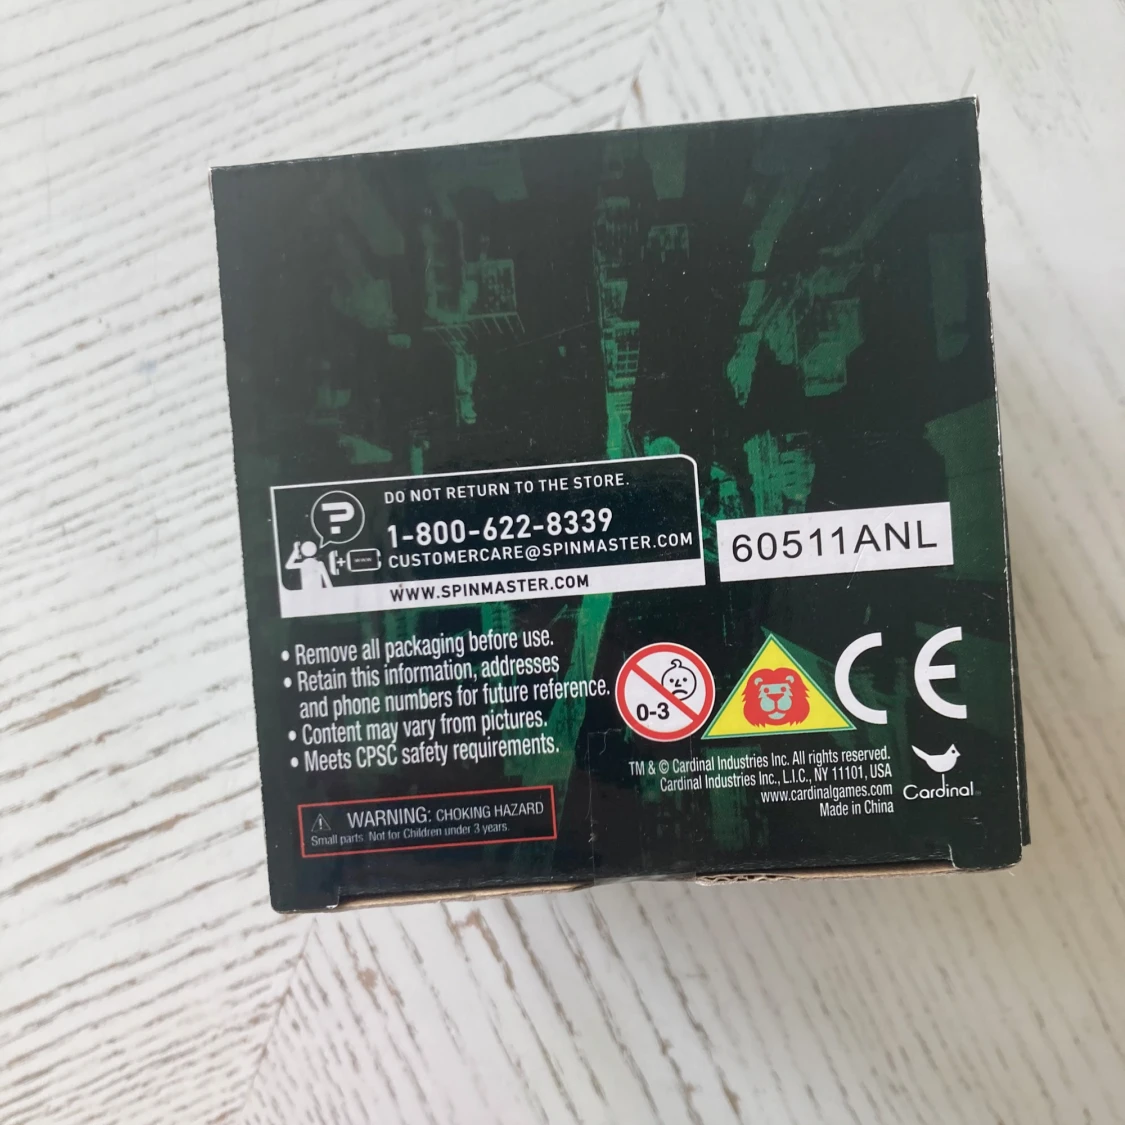 DO NOT RETURN TO THE STORE.
?
1-800-622-8339
CUSTOMERCARE@SPINMASTER.COM
WWW.SPINMASTER.COM
60511ANL
• Remove all packaging before use.
• Retain this information, addresses
and phone numbers for future reference.
• Content may vary from pictures.
• Meets CPSC safety requirements.
0-3
CE
TM & © Cardinal Industries Inc. All rights reserved.
Cardinal Industries Inc., L.I.C., NY 11101, USA
www.cardinalgames.com
Made in China
Cardinal
WARNING: CHOKING HAZARD
Small parts. Not for Children under 3 years.